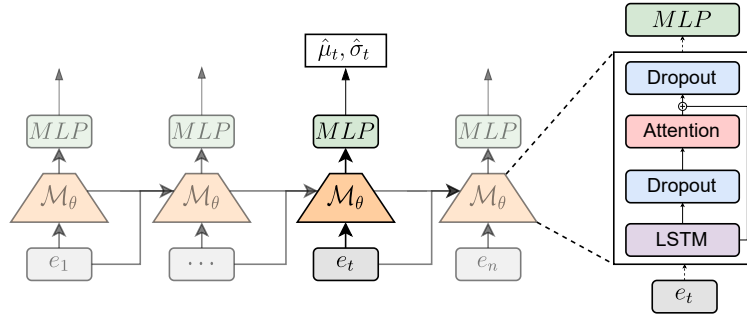 μ̂_t, σ̂_t
MLP
MLP
MLP
MLP
M_θ
M_θ
M_θ
M_θ
e_1
...
e_t
e_n
MLP
Dropout
Attention
Dropout
LSTM
e_t